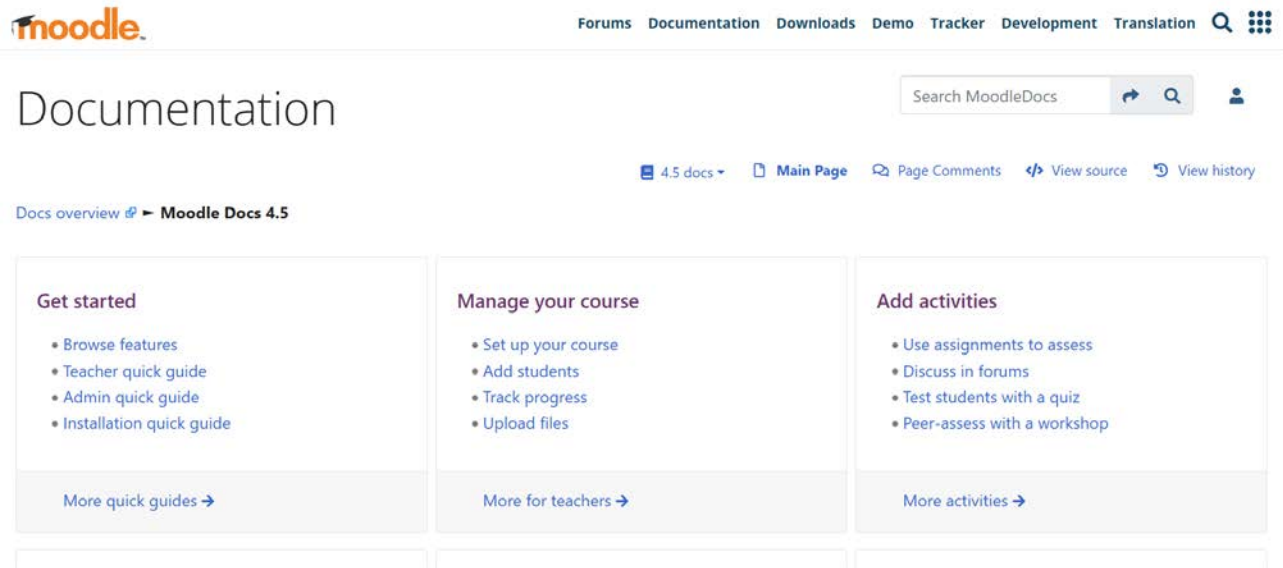 moodle
Forums Documentation Downloads Demo Tracker Development Translation
Documentation
Search MoodleDocs
4.5 docs Main Page Page Comments View source View history
Docs overview ► Moodle Docs 4.5
Get started
• Browse features
• Teacher quick guide
• Admin quick guide
• Installation quick guide
More quick guides →
Manage your course
• Set up your course
• Add students
• Track progress
• Upload files
More for teachers →
Add activities
• Use assignments to assess
• Discuss in forums
• Test students with a quiz
• Peer-assess with a workshop
More activities →